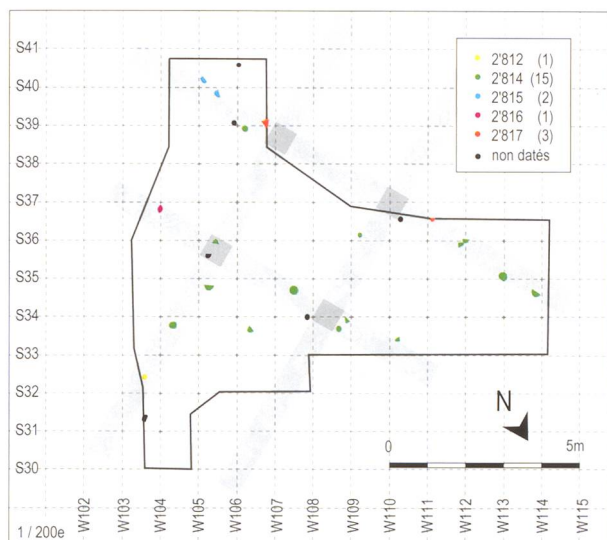 S41
S40
S39
S38
S37
S36
S35
S34
S33
S32
S31
S30
2'812 (1)
2'814 (15)
2'815 (2)
2'816 (1)
2'817 (3)
non datés
N
0 5m
W102
W103
W104
W105
W106
W107
W108
W109
W110
W111
W112
W113
W114
W115
1 / 200e